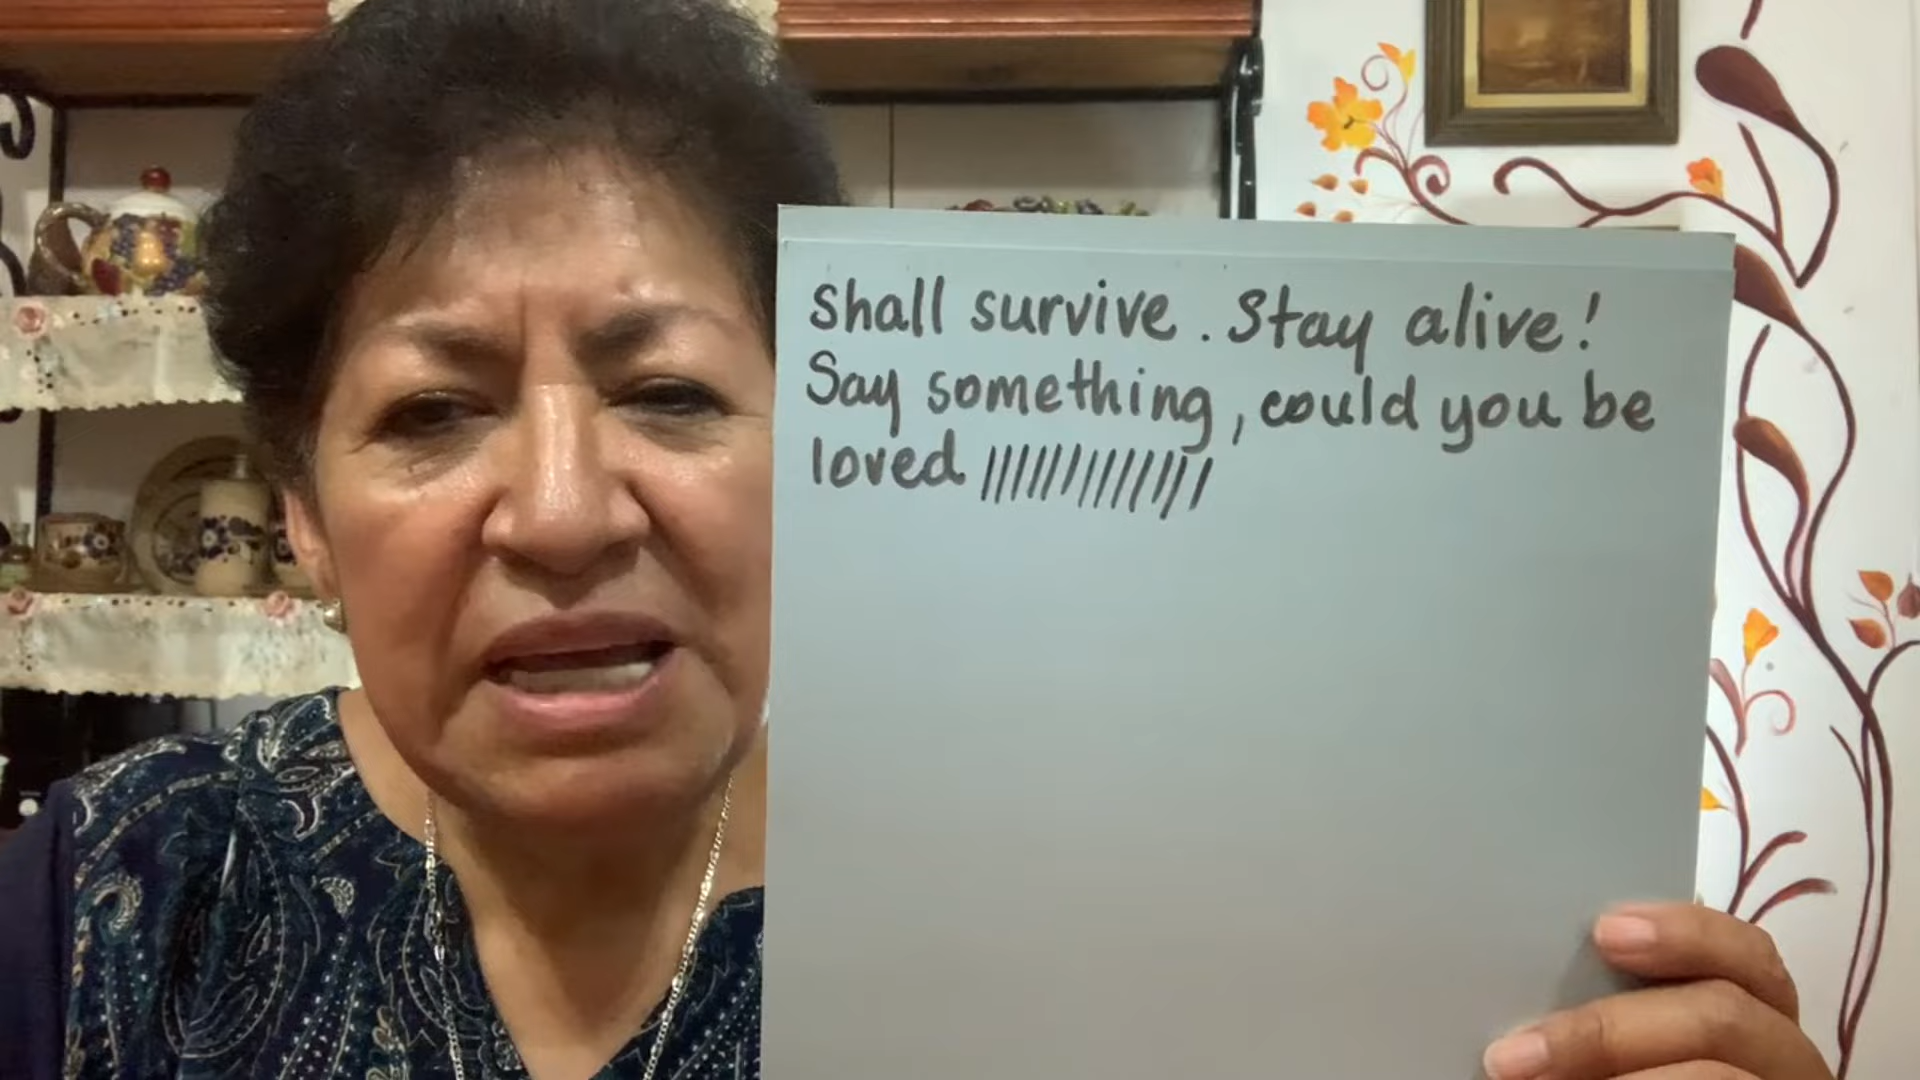 shall survive. Stay alive!
Say something, could you be
loved //////////////